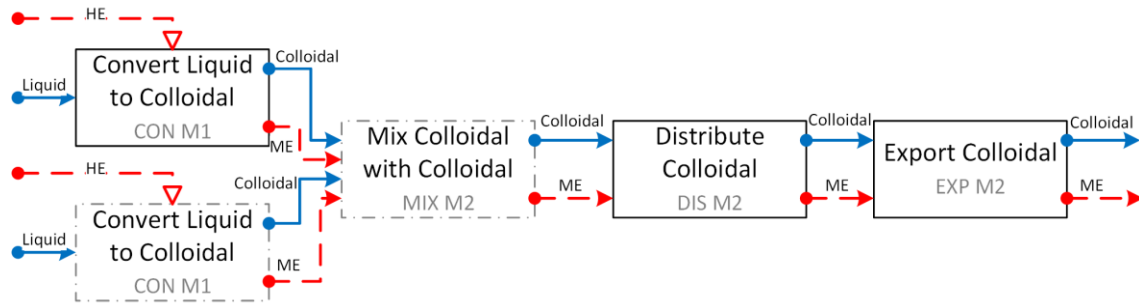 HE
Liquid
Convert Liquid
to Colloidal
CON M1
Colloidal
ME
HE
Liquid
Convert Liquid
to Colloidal
CON M1
Colloidal
ME
Mix Colloidal
with Colloidal
MIX M2
Colloidal
ME
Distribute
Colloidal
DIS M2
Colloidal
ME
Export Colloidal
EXP M2
Colloidal
ME